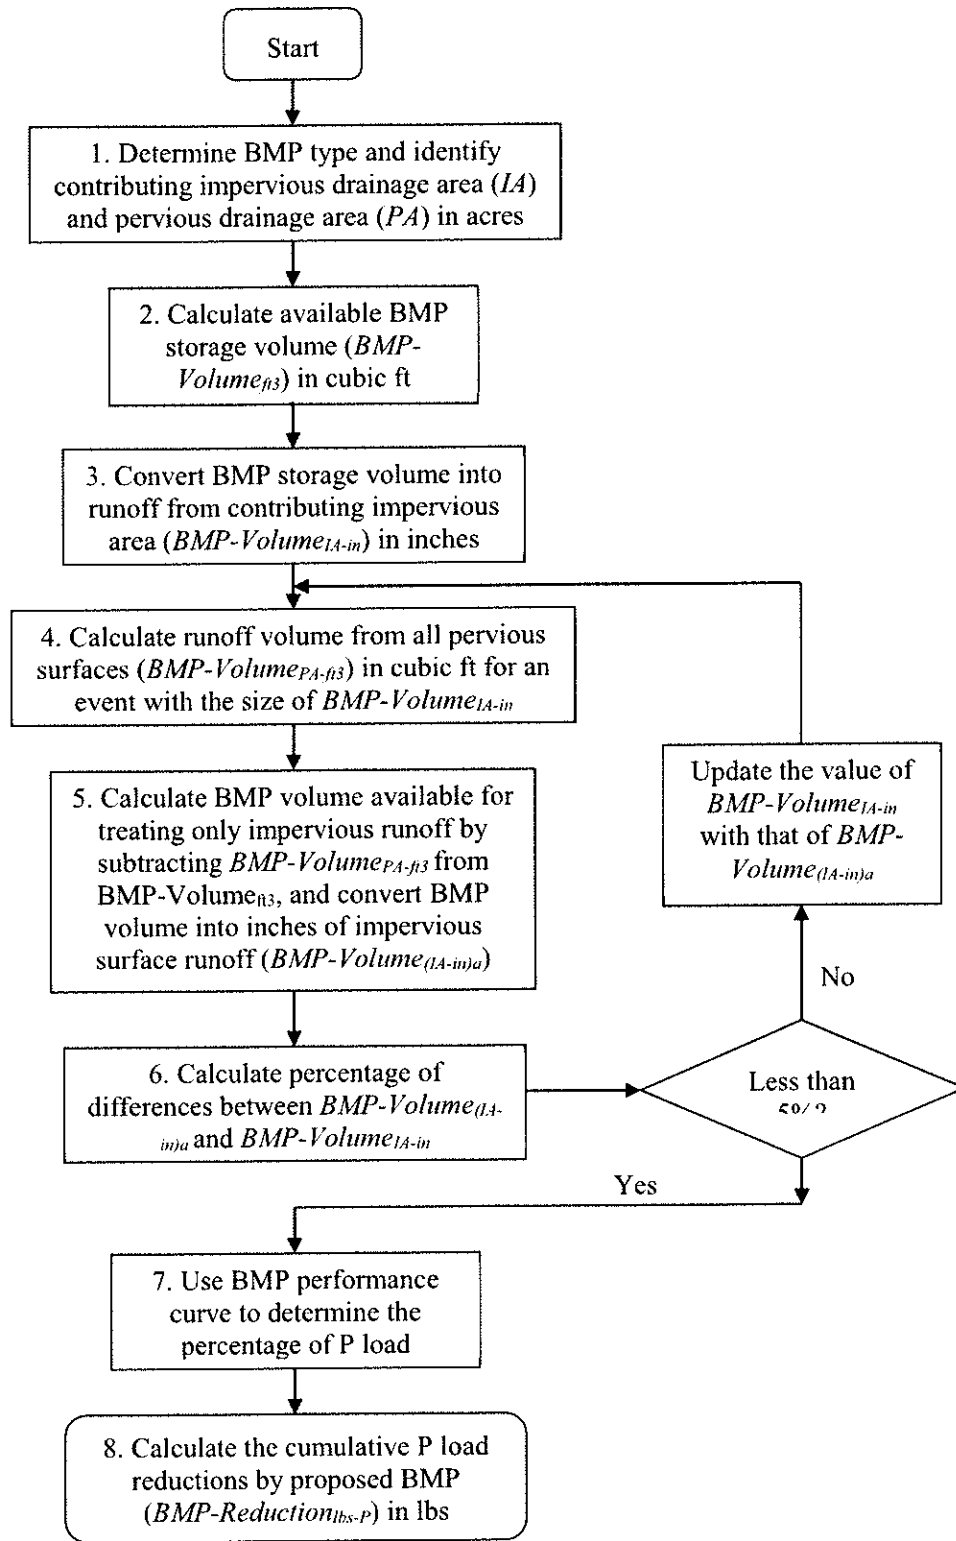 Start
1. Determine BMP type and identify
contributing impervious drainage area (IA)
and pervious drainage area (PA) in acres
2. Calculate available BMP
storage volume (BMP-
Volumeft3) in cubic ft
3. Convert BMP storage volume into
runoff from contributing impervious
area (BMP-VolumeIA-in) in inches
4. Calculate runoff volume from all pervious
surfaces (BMP-VolumePA-ft3) in cubic ft for an
event with the size of BMP-VolumeIA-in
5. Calculate BMP volume available for
treating only impervious runoff by
subtracting BMP-VolumePA-ft3 from
BMP-Volumeft3, and convert BMP
volume into inches of impervious
surface runoff (BMP-Volume(IA-in)a)
Update the value of
BMP-VolumeIA-in
with that of BMP-
Volume(IA-in)a
No
6. Calculate percentage of
differences between BMP-Volume(IA-
in)a and BMP-VolumeIA-in
Less than
5%?
Yes
7. Use BMP performance
curve to determine the
percentage of P load
8. Calculate the cumulative P load
reductions by proposed BMP
(BMP-Reductionlbs-P) in lbs